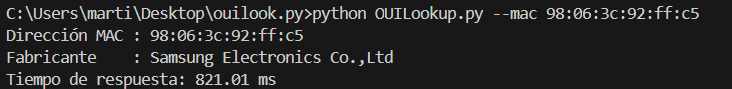 C:\Users\marti\Desktop\ouilook.py>python OUILookup.py --mac 98:06:3c:92:ff:c5
Dirección MAC : 98:06:3c:92:ff:c5
Fabricante    : Samsung Electronics Co.,Ltd
Tiempo de respuesta: 821.01 ms